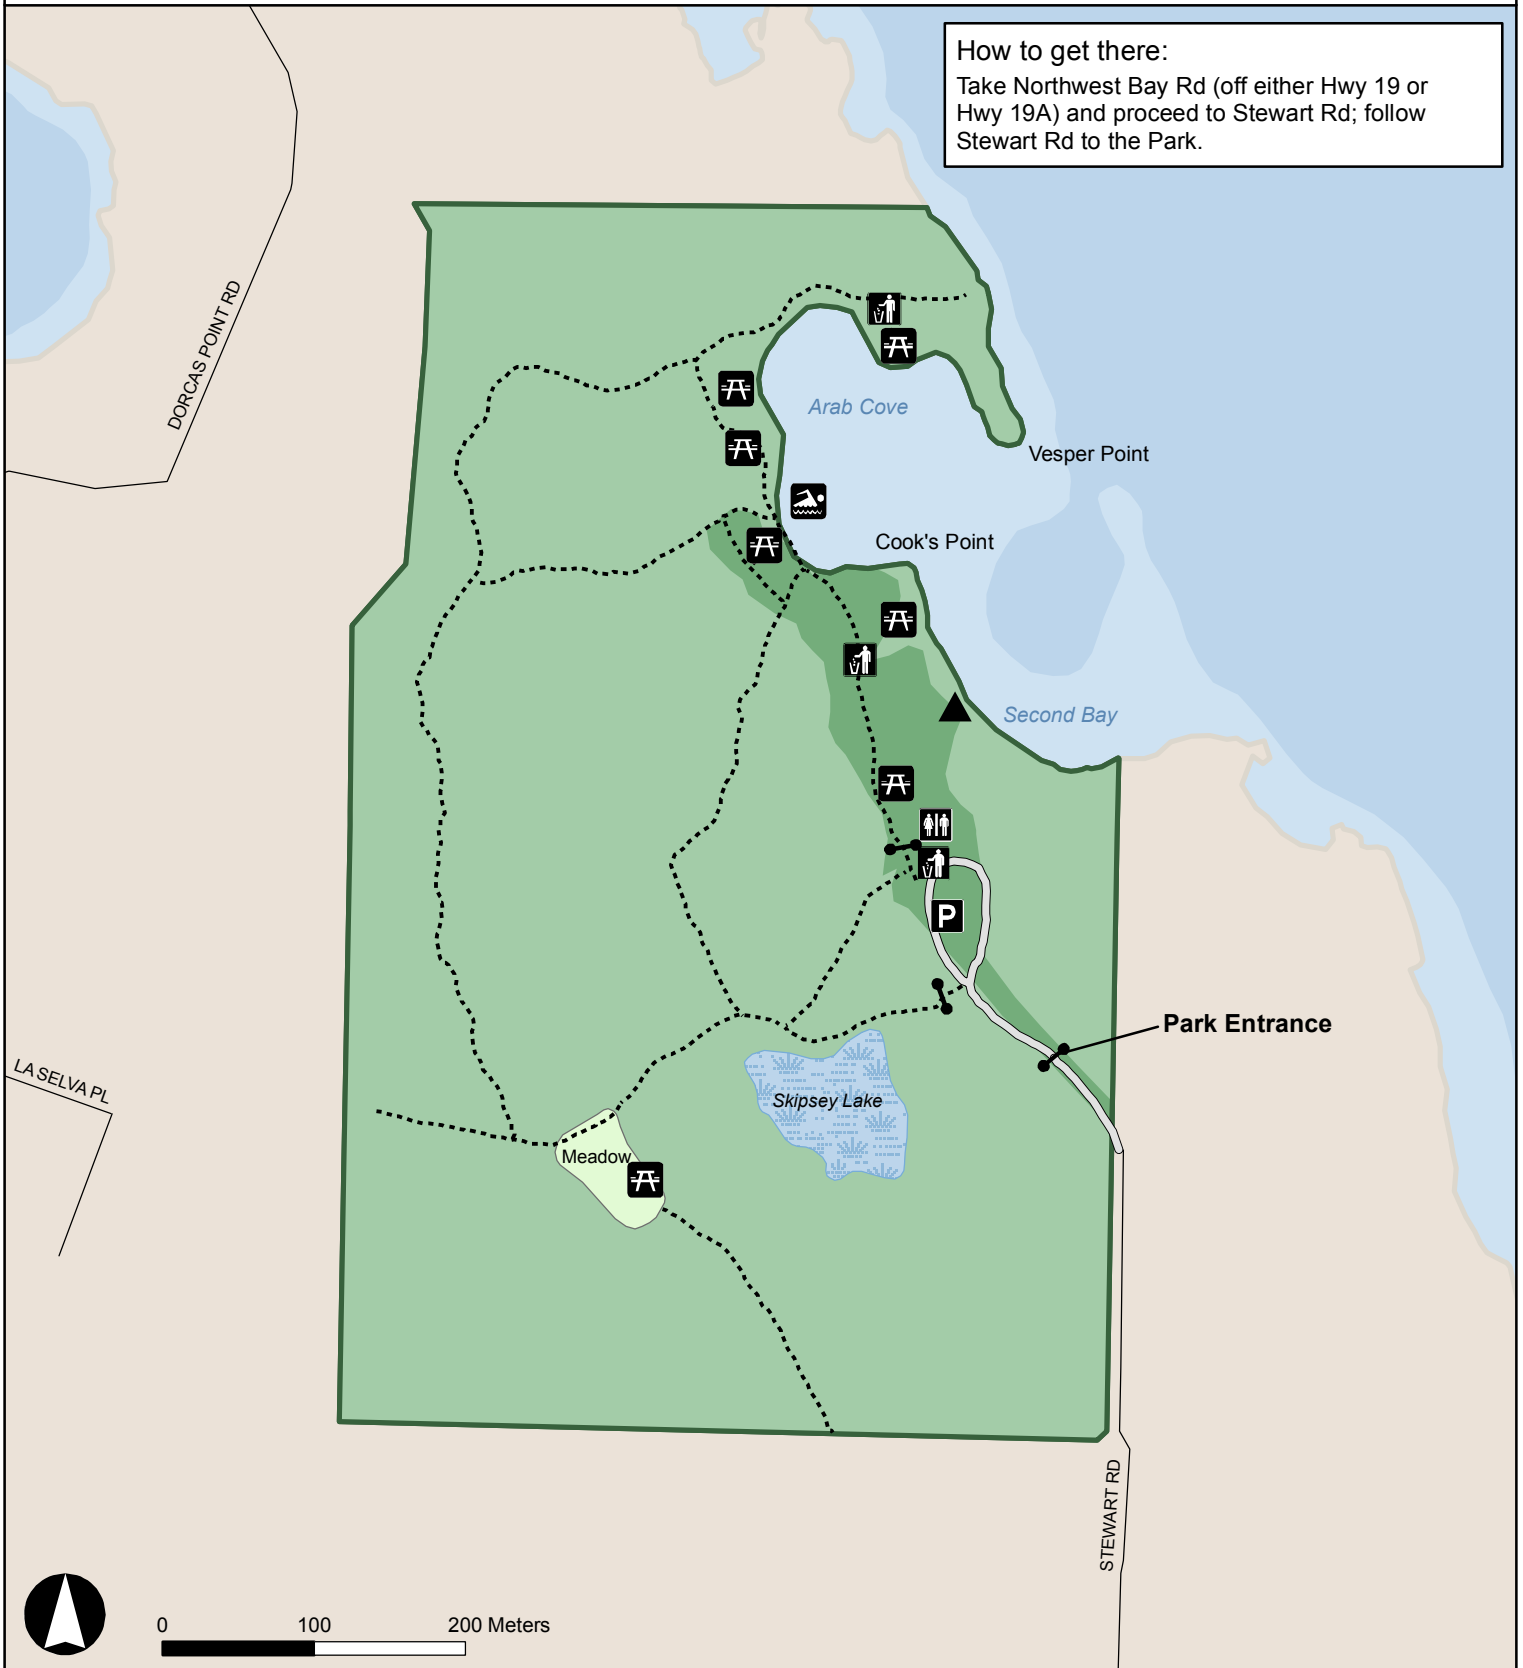 How to get there:
Take Northwest Bay Rd (off either Hwy 19 or
Hwy 19A) and proceed to Stewart Rd; follow
Stewart Rd to the Park.
DORCAS POINT RD
Arab Cove
Vesper Point
Cook's Point
Second Bay
P
Park Entrance
LA SELVA PL
Skipsey Lake
Meadow
STEWART RD
0 100 200 Meters